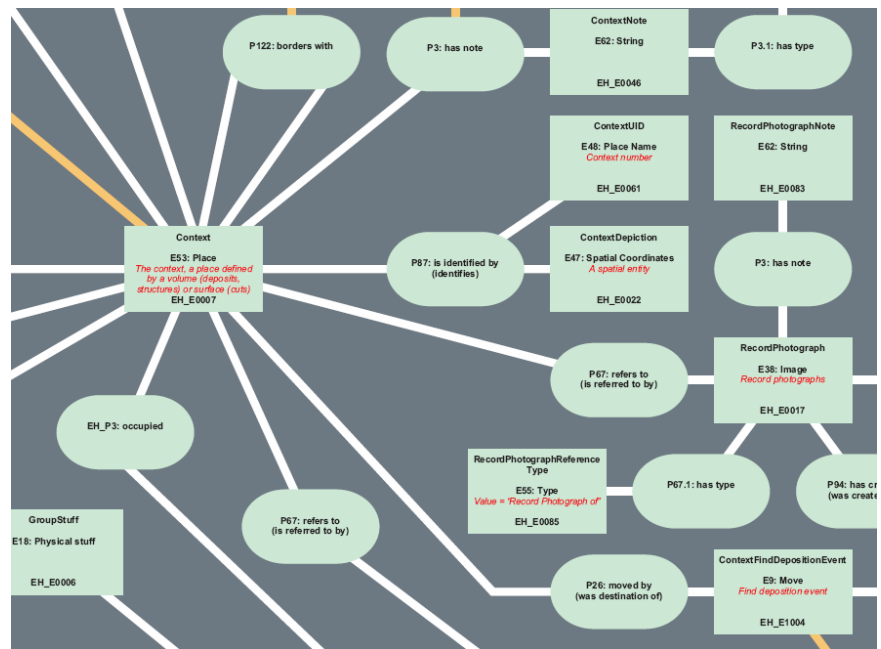 P122: borders with
P3: has note
ContextNote
E62: String
EH_E0046
P3.1: has type
ContextUID
E48: Place Name
Context number
EH_E0061
RecordPhotographNote
E62: String
EH_E0083
Context
E53: Place
The context, a place defined
by a volume (deposits,
structures) or surface (cuts)
EH_E0007
P87: is identified by
(identifies)
ContextDepiction
E47: Spatial Coordinates
A spatial entity
EH_E0022
P3: has note
P67: refers to
(is referred to by)
RecordPhotograph
E38: Image
Record photographs
EH_E0017
EH_P3: occupied
RecordPhotographReference
Type
E55: Type
Value = "Record Photograph of"
EH_E0085
P67.1: has type
P94: has cr
(was create
GroupStuff
E18: Physical stuff
EH_E0006
P67: refers to
(is referred to by)
P26: moved by
(was destination of)
ContextFindDepositionEvent
E9: Move
Find deposition event
EH_E1004